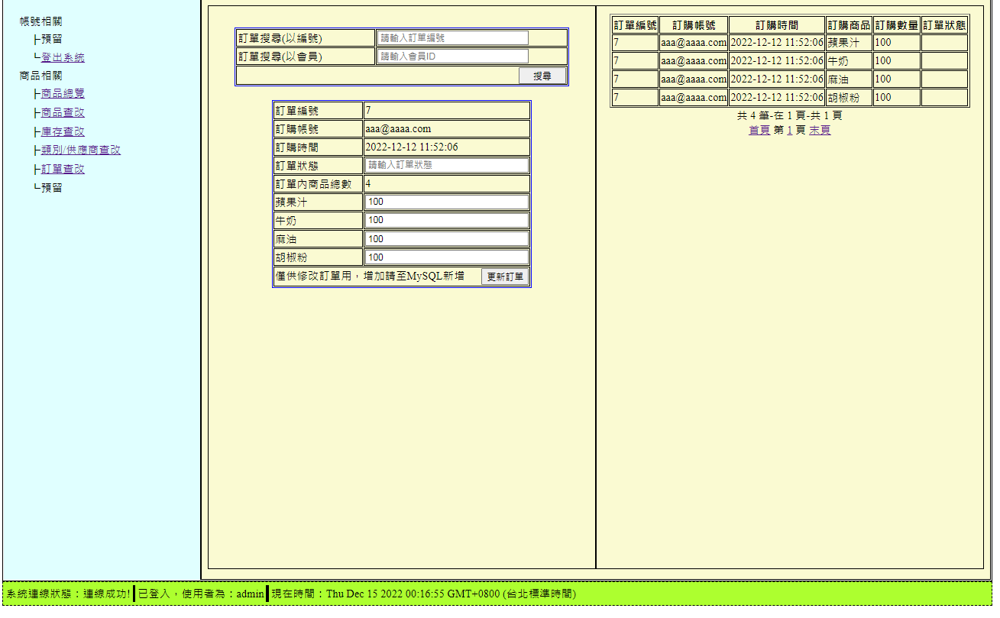 帳號相關
├預留
└登出系統
商品相關
├商品總覽
├商品查改
├庫存查改
├類別/供應商查改
├訂單查改
└預留
訂單搜尋(以編號) 請輸入訂單編號
訂單搜尋(以會員) 請輸入會員ID
搜尋
訂單編號 7
訂購帳號 aaa@aaaa.com
訂購時間 2022-12-12 11:52:06
訂單狀態 請輸入訂單狀態
訂單內商品總數 4
蘋果汁 100
牛奶 100
麻油 100
胡椒粉 100
僅供修改訂單用，增加請至MySQL新增 更新訂單
訂單編號 訂購帳號 訂購時間 訂購商品 訂購數量 訂單狀態
7 aaa@aaaa.com 2022-12-12 11:52:06 蘋果汁 100
7 aaa@aaaa.com 2022-12-12 11:52:06 牛奶 100
7 aaa@aaaa.com 2022-12-12 11:52:06 麻油 100
7 aaa@aaaa.com 2022-12-12 11:52:06 胡椒粉 100
共 4 筆-在 1 頁-共 1 頁
首頁 第 1 頁 末頁
系統連線狀態：連線成功! 已登入，使用者為：admin 現在時間：Thu Dec 15 2022 00:16:55 GMT+0800 (台北標準時間)